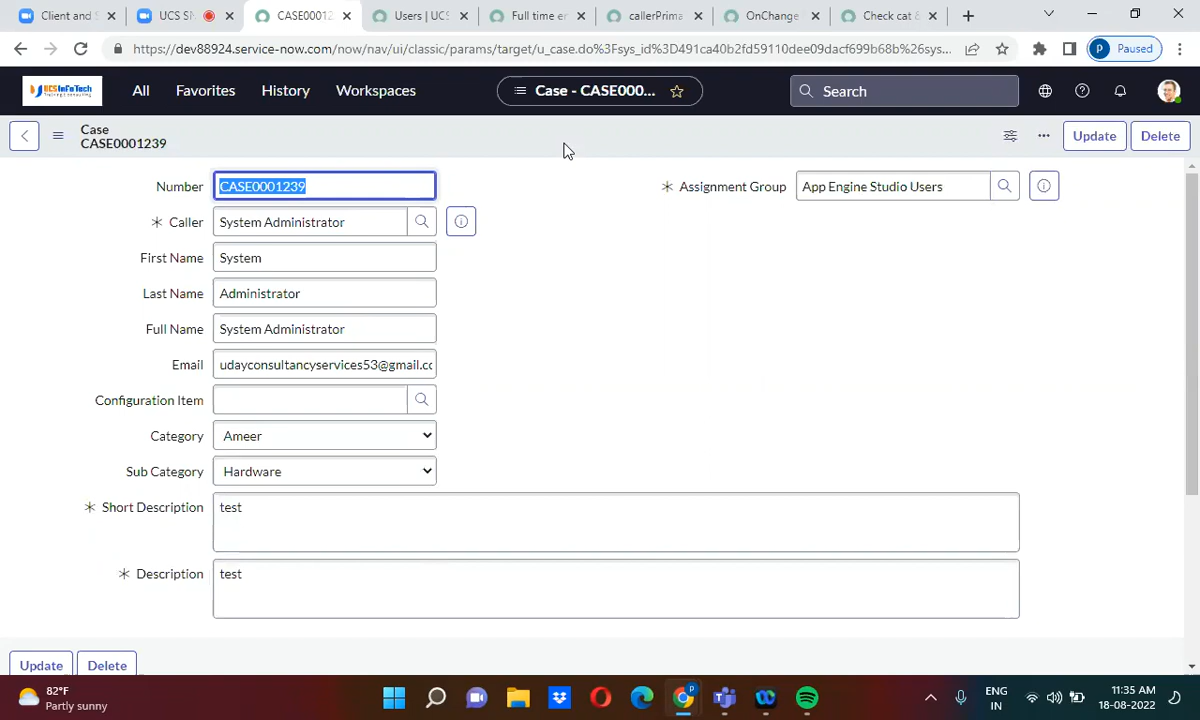 Client and S
UCS SN
CASE00012
Users | UCS
Full time em
callerPrima
OnChange
Check cat &
https://dev88924.service-now.com/now/nav/ui/classic/params/target/u_case.do%3Fsys_id%3D491ca40b2fd59110dee09dacf699b68b%26sys...
P Paused
UCSInfoTech
All
Favorites
History
Workspaces
Case - CASE000...
Search
Case
CASE0001239
Update
Delete
Number
CASE0001239
Assignment Group
App Engine Studio Users
Caller
System Administrator
First Name
System
Last Name
Administrator
Full Name
System Administrator
Email
udayconsultancyservices53@gmail.cc
Configuration Item
Category
Ameer
Sub Category
Hardware
Short Description
test
Description
test
Update
Delete
82°F
Partly sunny
ENG
IN
11:35 AM
18-08-2022